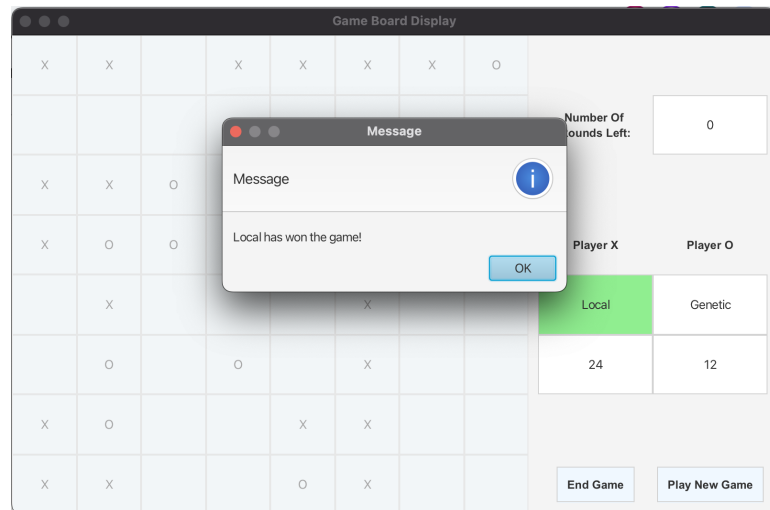 Game Board Display
X X X X X X O
Number Of
ounds Left:
0
Message
Message
i
Local has won the game!
OK
X X O
X O O
Player X Player O
X X
Local Genetic
O O X
24 12
X O X X
X X O X
End Game Play New Game